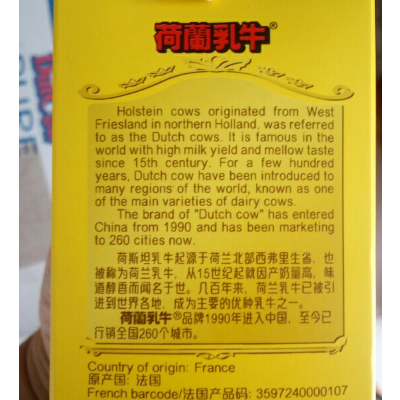 荷蘭乳牛®
Holstein cows originated from West
Friesland in northern Holland, was referred
to as the Dutch cows. It is famous in the
world with high milk yield and mellow taste
since 15th century. For a few hundred
years, Dutch cow have been introduced to
many regions of the world, known as one
of the main varieties of dairy cows.
The brand of "Dutch cow" has entered
China from 1990 and has been marketing
to 260 cities now.
荷斯坦乳牛起源于荷兰北部西弗里生省，也
被称为荷兰乳牛，从15世纪起就因产奶量高，味
道醇香而闻名于世。几百年来，荷兰乳牛已被引
进到世界各地，成为主要的优种乳牛之一。
荷蘭乳牛®品牌1990年进入中国，至今已
行销全国260个城市。
Country of origin: France
原产国: 法国
French barcode/法国产品码: 3597240000107